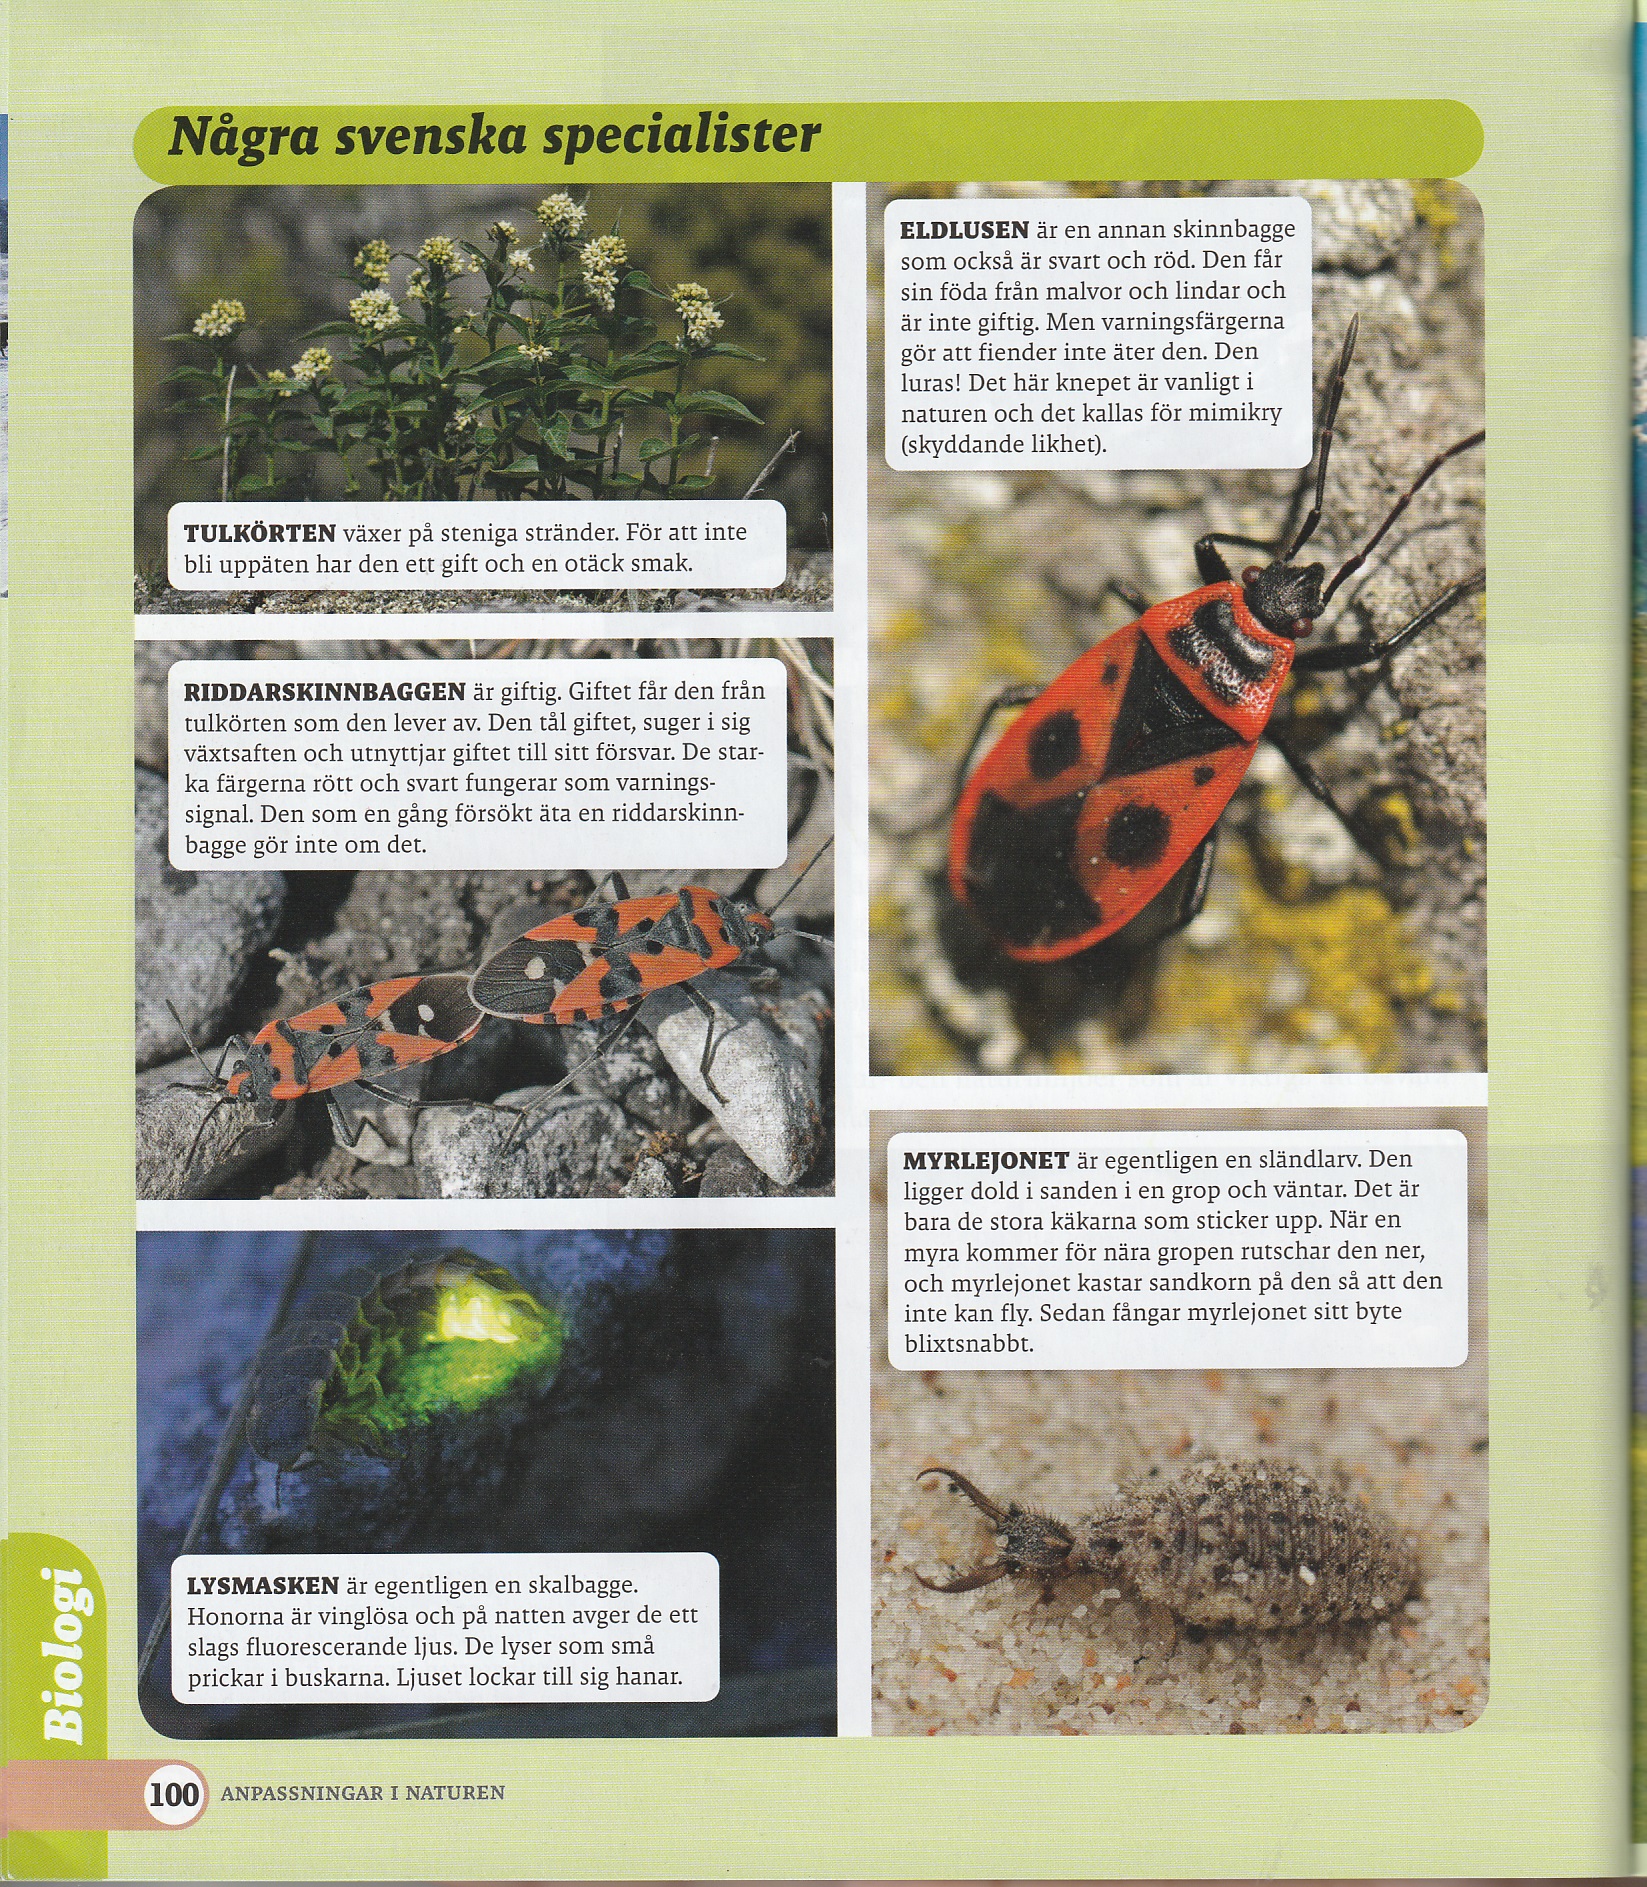 Några svenska specialister
TULKÖRTEN växer på steniga stränder. För att inte
bli uppäten har den ett gift och en otäck smak.
RIDDARSKINNBAGGEN är giftig. Giftet får den från
tulkörten som den lever av. Den tål giftet, suger i sig
växtsaften och utnyttjar giftet till sitt försvar. De star-
ka färgerna rött och svart fungerar som varnings-
signal. Den som en gång försökt äta en riddarskinn-
bagge gör inte om det.
LYSMASKEN är egentligen en skalbagge.
Honorna är vinglösa och på natten avger de ett
slags fluorescerande ljus. De lyser som små
prickar i buskarna. Ljuset lockar till sig hanar.
ELDLUSEN är en annan skinnbagge
som också är svart och röd. Den får
sin föda från malvor och lindar och
är inte giftig. Men varningsfärgerna
gör att fiender inte äter den. Den
luras! Det här knepet är vanligt i
naturen och det kallas för mimikry
(skyddande likhet).
MYRLEJONET är egentligen en sländlarv. Den
ligger dold i sanden i en grop och väntar. Det är
bara de stora käkarna som sticker upp. När en
myra kommer för nära gropen rutschar den ner,
och myrlejonet kastar sandkorn på den så att den
inte kan fly. Sedan fångar myrlejonet sitt byte
blixtsnabbt.
Biologi
100 ANPASSNINGAR I NATUREN